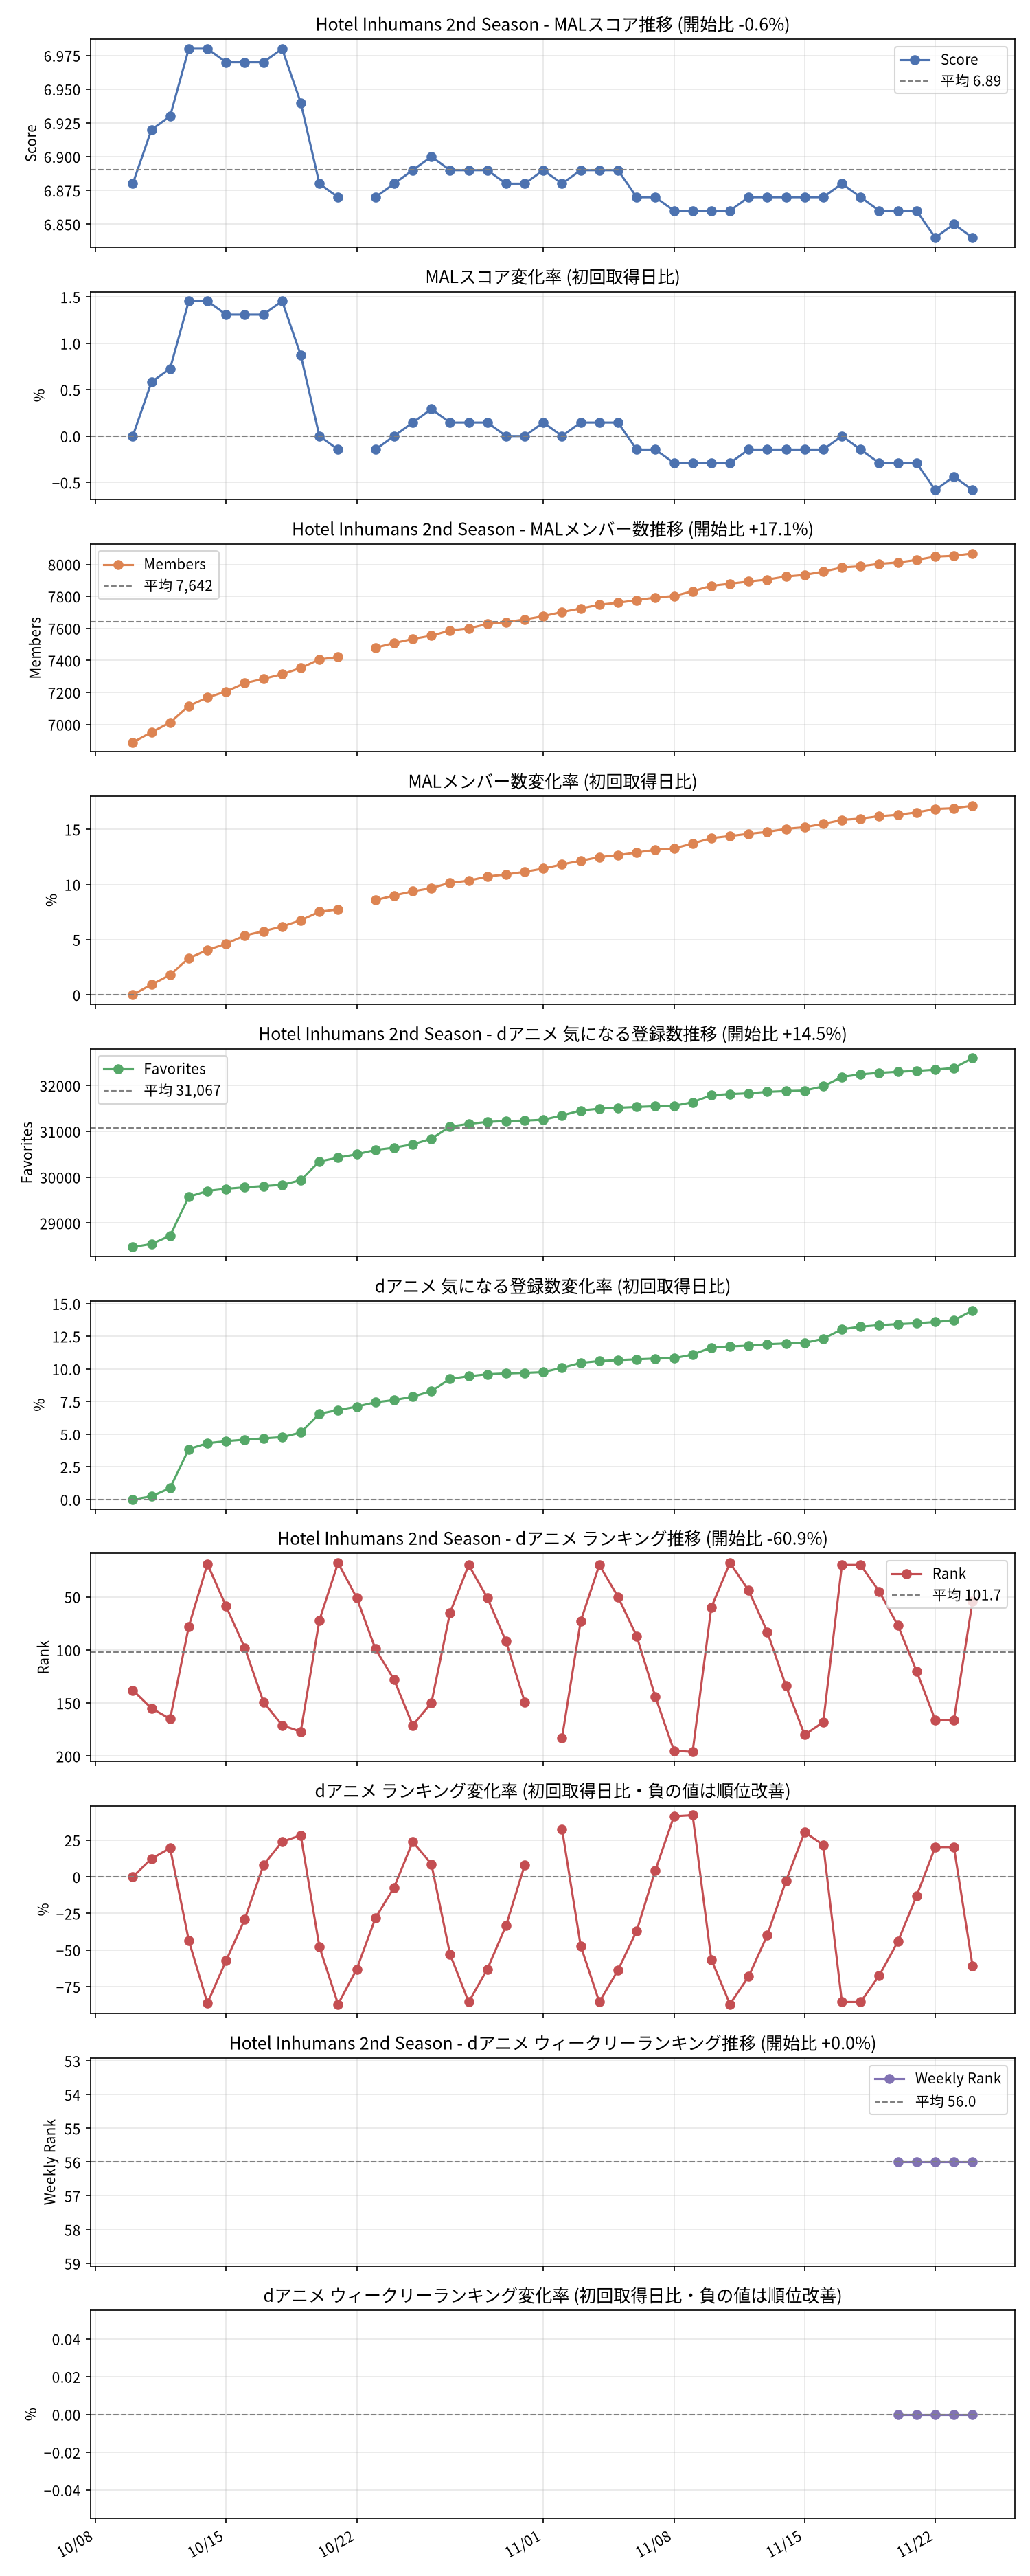 Hotel Inhumans 2nd Season - MALスコア推移 (開始比 -0.6%)
Score
6.975
6.950
6.925
6.900
6.875
6.850
Score
平均 6.89
MALスコア変化率 (初回取得日比)
%
1.5
1.0
0.5
0.0
−0.5
Hotel Inhumans 2nd Season - MALメンバー数推移 (開始比 +17.1%)
Members
8000
7800
7600
7400
7200
7000
Members
平均 7,642
MALメンバー数変化率 (初回取得日比)
%
15
10
5
0
Hotel Inhumans 2nd Season - dアニメ 気になる登録数推移 (開始比 +14.5%)
Favorites
32000
31000
30000
29000
Favorites
平均 31,067
dアニメ 気になる登録数変化率 (初回取得日比)
%
15.0
12.5
10.0
7.5
5.0
2.5
0.0
Hotel Inhumans 2nd Season - dアニメ ランキング推移 (開始比 -60.9%)
Rank
50
100
150
200
Rank
平均 101.7
dアニメ ランキング変化率 (初回取得日比・負の値は順位改善)
%
25
0
−25
−50
−75
Hotel Inhumans 2nd Season - dアニメ ウィークリーランキング推移 (開始比 +0.0%)
Weekly Rank
53
54
55
56
57
58
59
Weekly Rank
平均 56.0
dアニメ ウィークリーランキング変化率 (初回取得日比・負の値は順位改善)
%
0.04
0.02
0.00
−0.02
−0.04
10/08
10/15
10/22
11/01
11/08
11/15
11/22